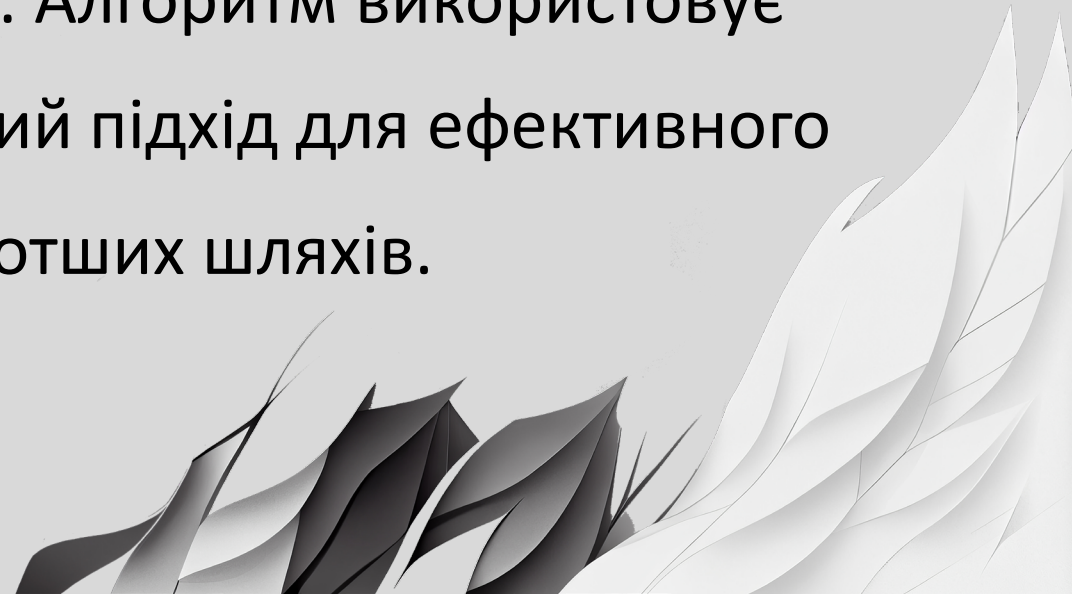 . Алгоритм використовує
ий підхід для ефективного
отших шляхів.